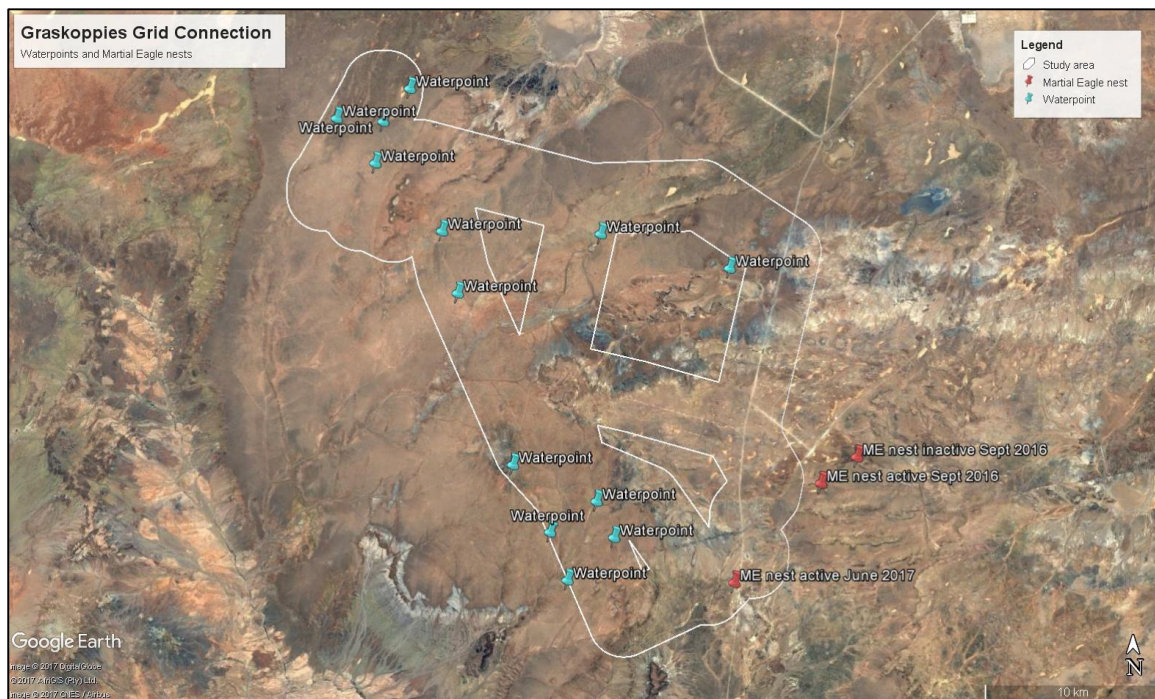 Graskoppies Grid Connection
Waterpoints and Martial Eagle nests
Legend
Study area
Martial Eagle nest
Waterpoint
Waterpoint
Waterpoint
Waterpoint
Waterpoint
Waterpoint
Waterpoint
Waterpoint
Waterpoint
ME nest inactive Sept 2016
Waterpoint
ME nest active Sept 2016
Waterpoint
Waterpoint
Waterpoint
Waterpoint
ME nest active June 2017
Google Earth
Image © 2017 DigitalGlobe
© 2017 AfriGIS (Pty) Ltd.
Image © 2017 CNES / Airbus
N
10 km